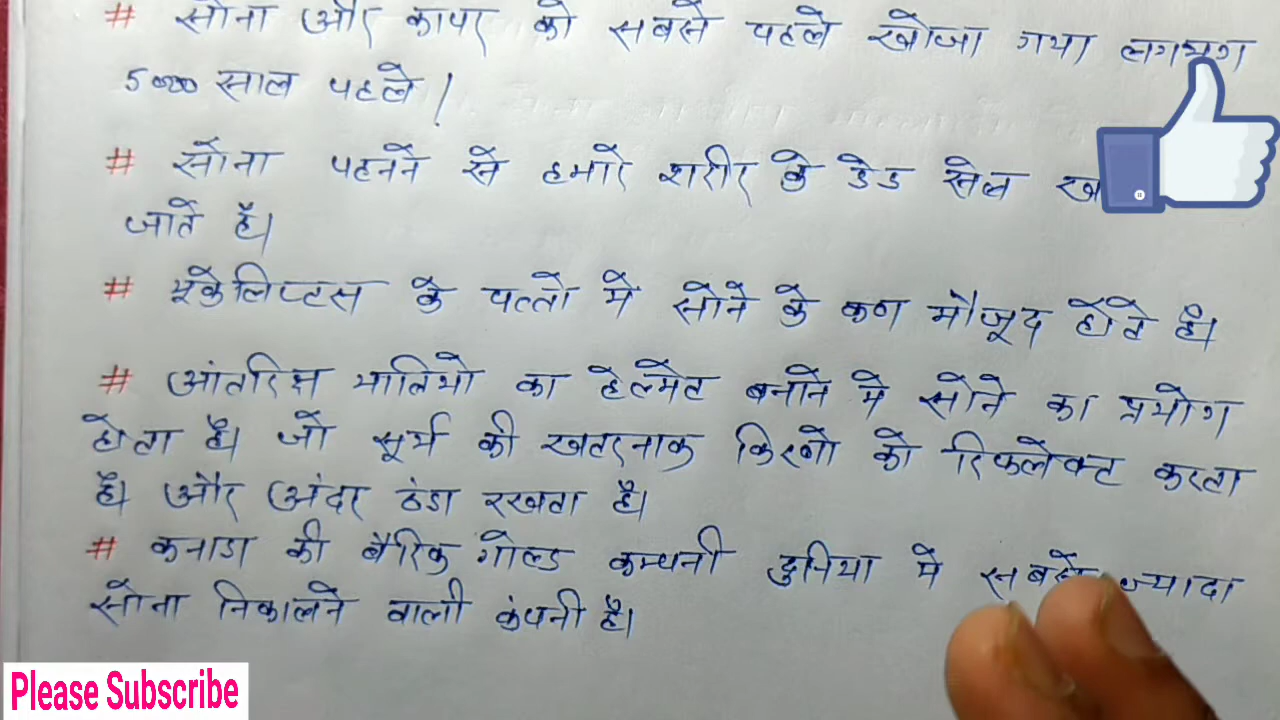 # सोना और कापर को सबसे पहले खोजा गया लगभग
5000 साल पहले।
# सोना पहनने से हमारे शरीर के डेड सेल
जाते है।
# यूकेलिप्टस के पत्तो मे सोने के कण मौजूद होते है।
# आंतरिक्ष यात्रियो का हेल्मेट बनाने मे सोने का प्रयोग
होता है। जो सूर्य की खतरनाक किरणो को रिफलेक्ट करता
है। और अंदर ठंडा रखता है।
# कनाडा की बैरिक गोल्ड कम्पनी दुनिया मे सबसे ज्यादा
सोना निकालने वाली कंपनी है।
Please Subscribe